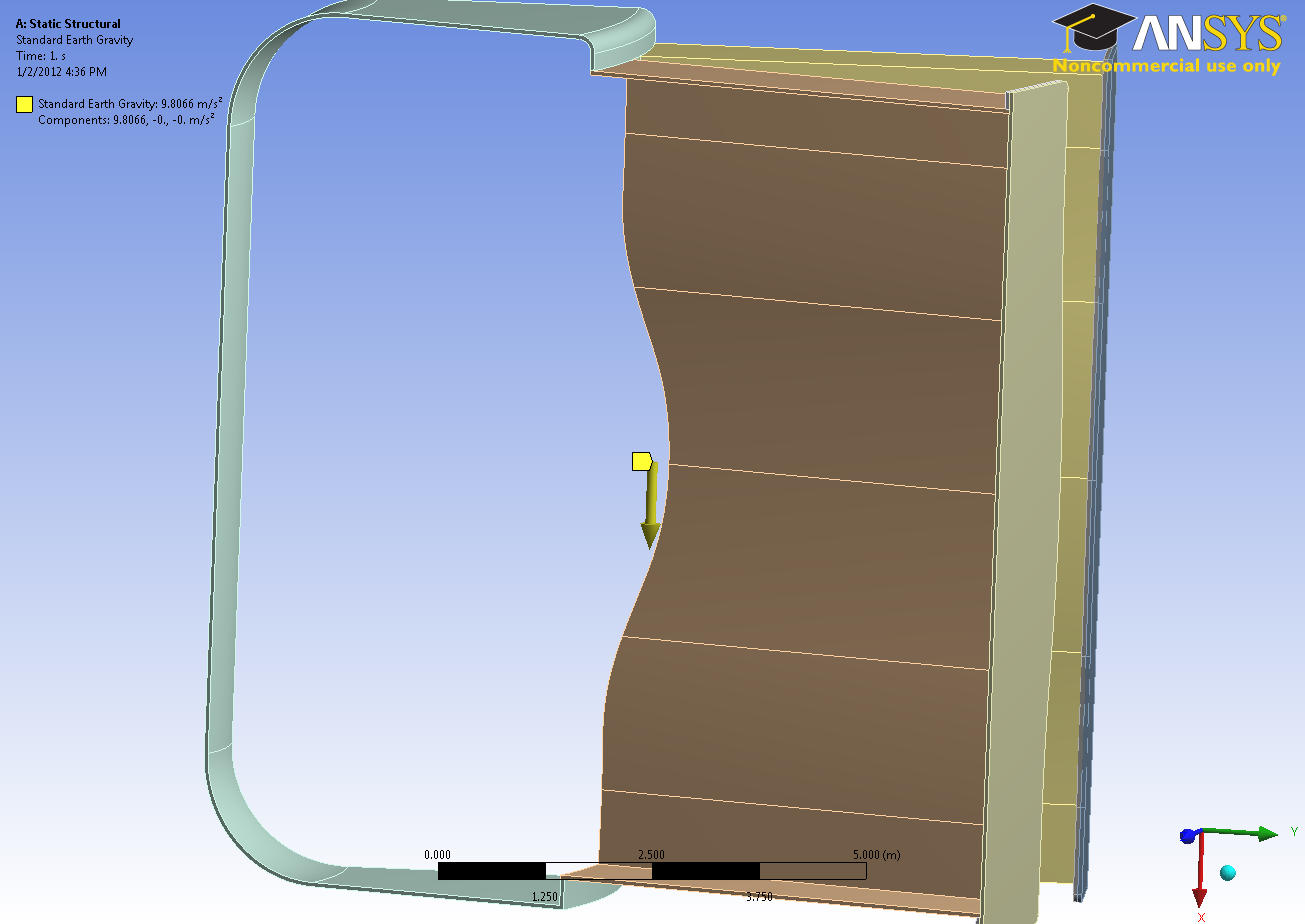 A: Static Structural
Standard Earth Gravity
Time: 1. s
1/2/2012 4:36 PM
Standard Earth Gravity: 9.8066 m/s²
Components: 9.8066, -0., -0. m/s²
ANSYS®
Noncommercial use only
0.000 2.500 5.000 (m)
1.250 3.750
Y
X